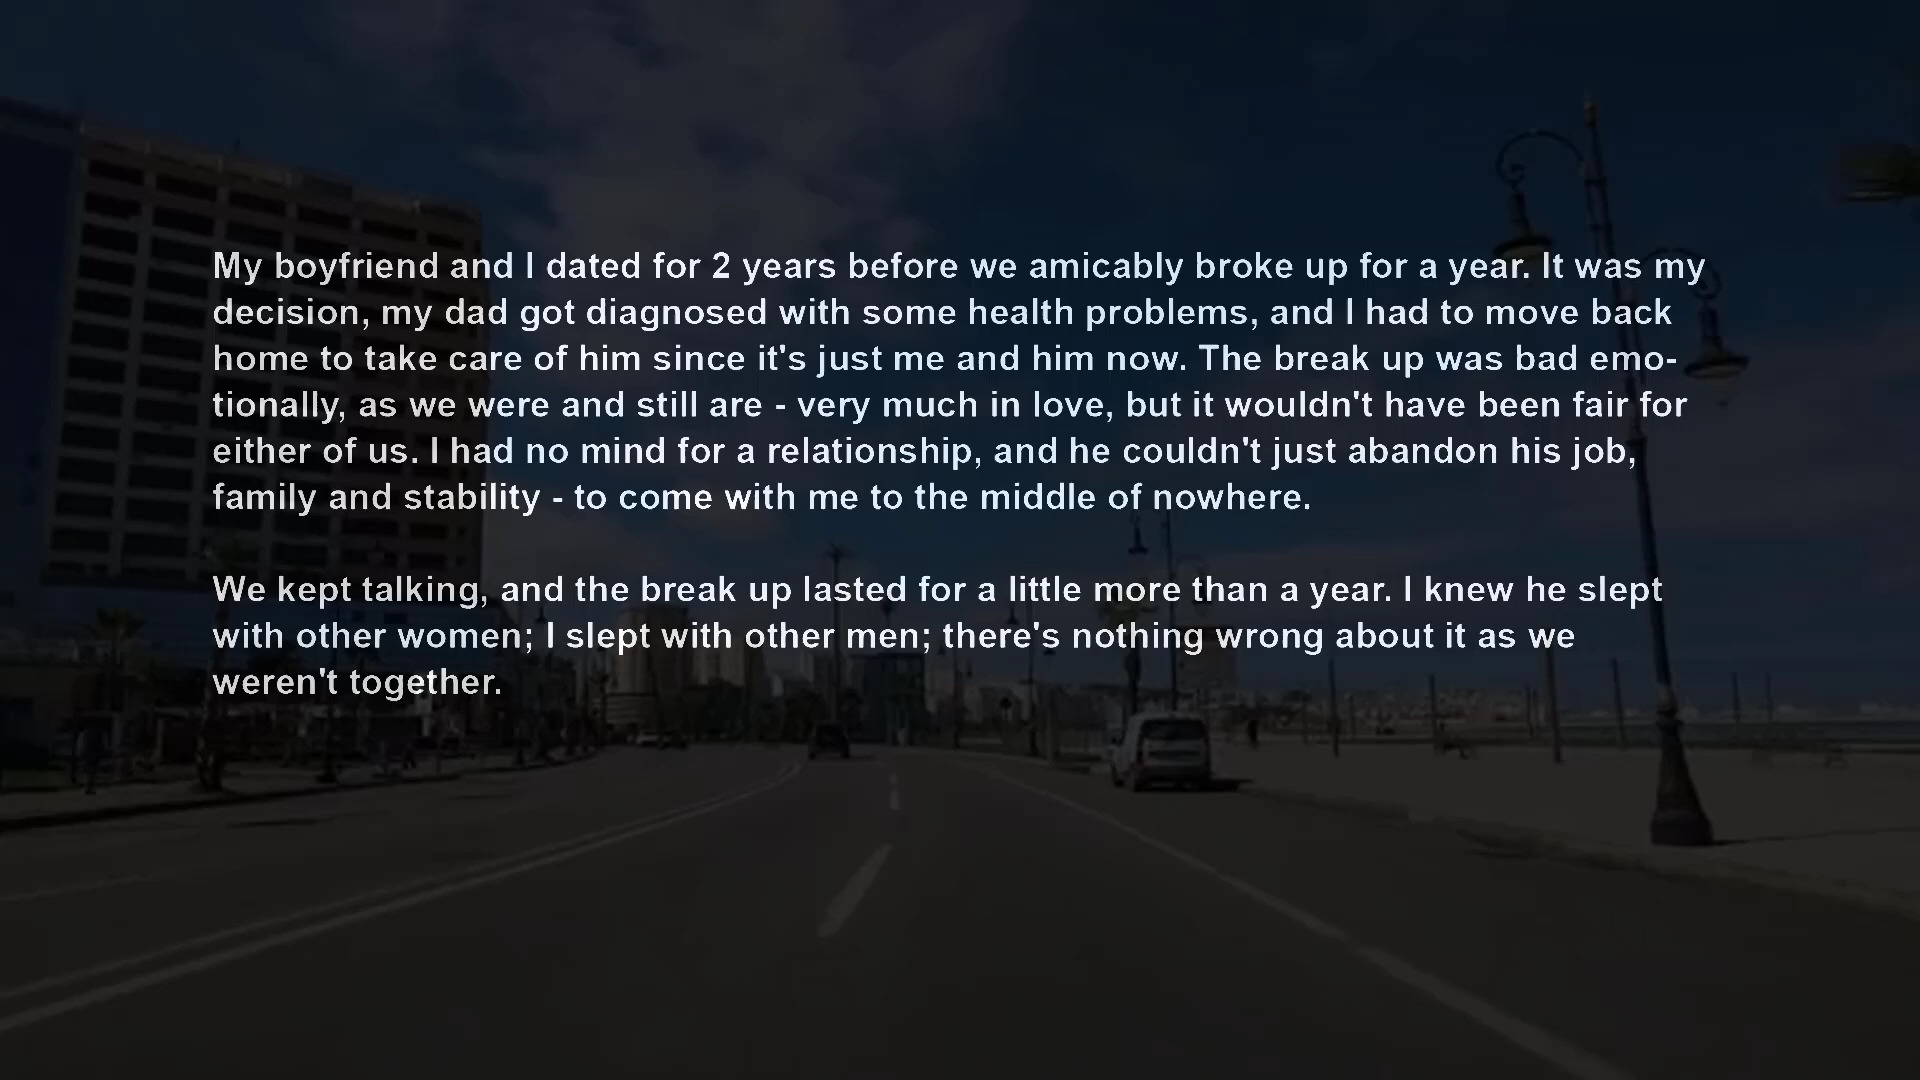 My boyfriend and I dated for 2 years before we amicably broke up for a year. It was my
decision, my dad got diagnosed with some health problems, and I had to move back
home to take care of him since it's just me and him now. The break up was bad emo-
tionally, as we were and still are - very much in love, but it wouldn't have been fair for
either of us. I had no mind for a relationship, and he couldn't just abandon his job,
family and stability - to come with me to the middle of nowhere.
We kept talking, and the break up lasted for a little more than a year. I knew he slept
with other women; I slept with other men; there's nothing wrong about it as we
weren't together.